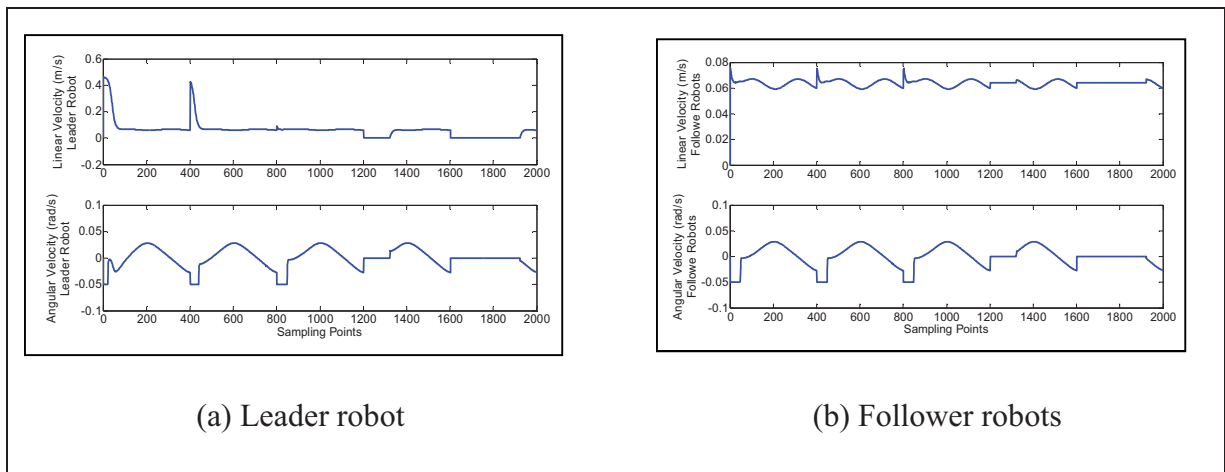 0.6
0.4
0.2
0
-0.2
Linear Velocity (m/s)
Leader Robot
0 200 400 600 800 1000 1200 1400 1600 1800 2000
0.1
0.05
0
-0.05
-0.1
Angular Velocity (rad/s)
Leader Robot
0 200 400 600 800 1000 1200 1400 1600 1800 2000
Sampling Points
(a) Leader robot
0.08
0.06
0.04
0.02
0
Linear Velocity (m/s)
Followe Robots
0 200 400 600 800 1000 1200 1400 1600 1800 2000
0.1
0.05
0
-0.05
-0.1
Angular Velocity (rad/s)
Followe Robots
0 200 400 600 800 1000 1200 1400 1600 1800 2000
Sampling Points
(b) Follower robots